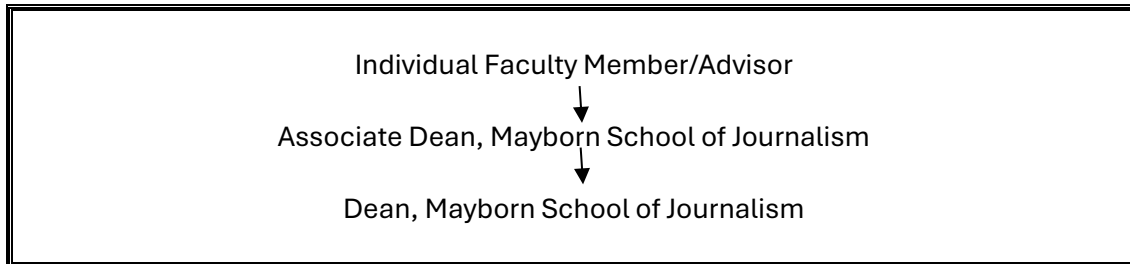 Individual Faculty Member/Advisor
Associate Dean, Mayborn School of Journalism
Dean, Mayborn School of Journalism